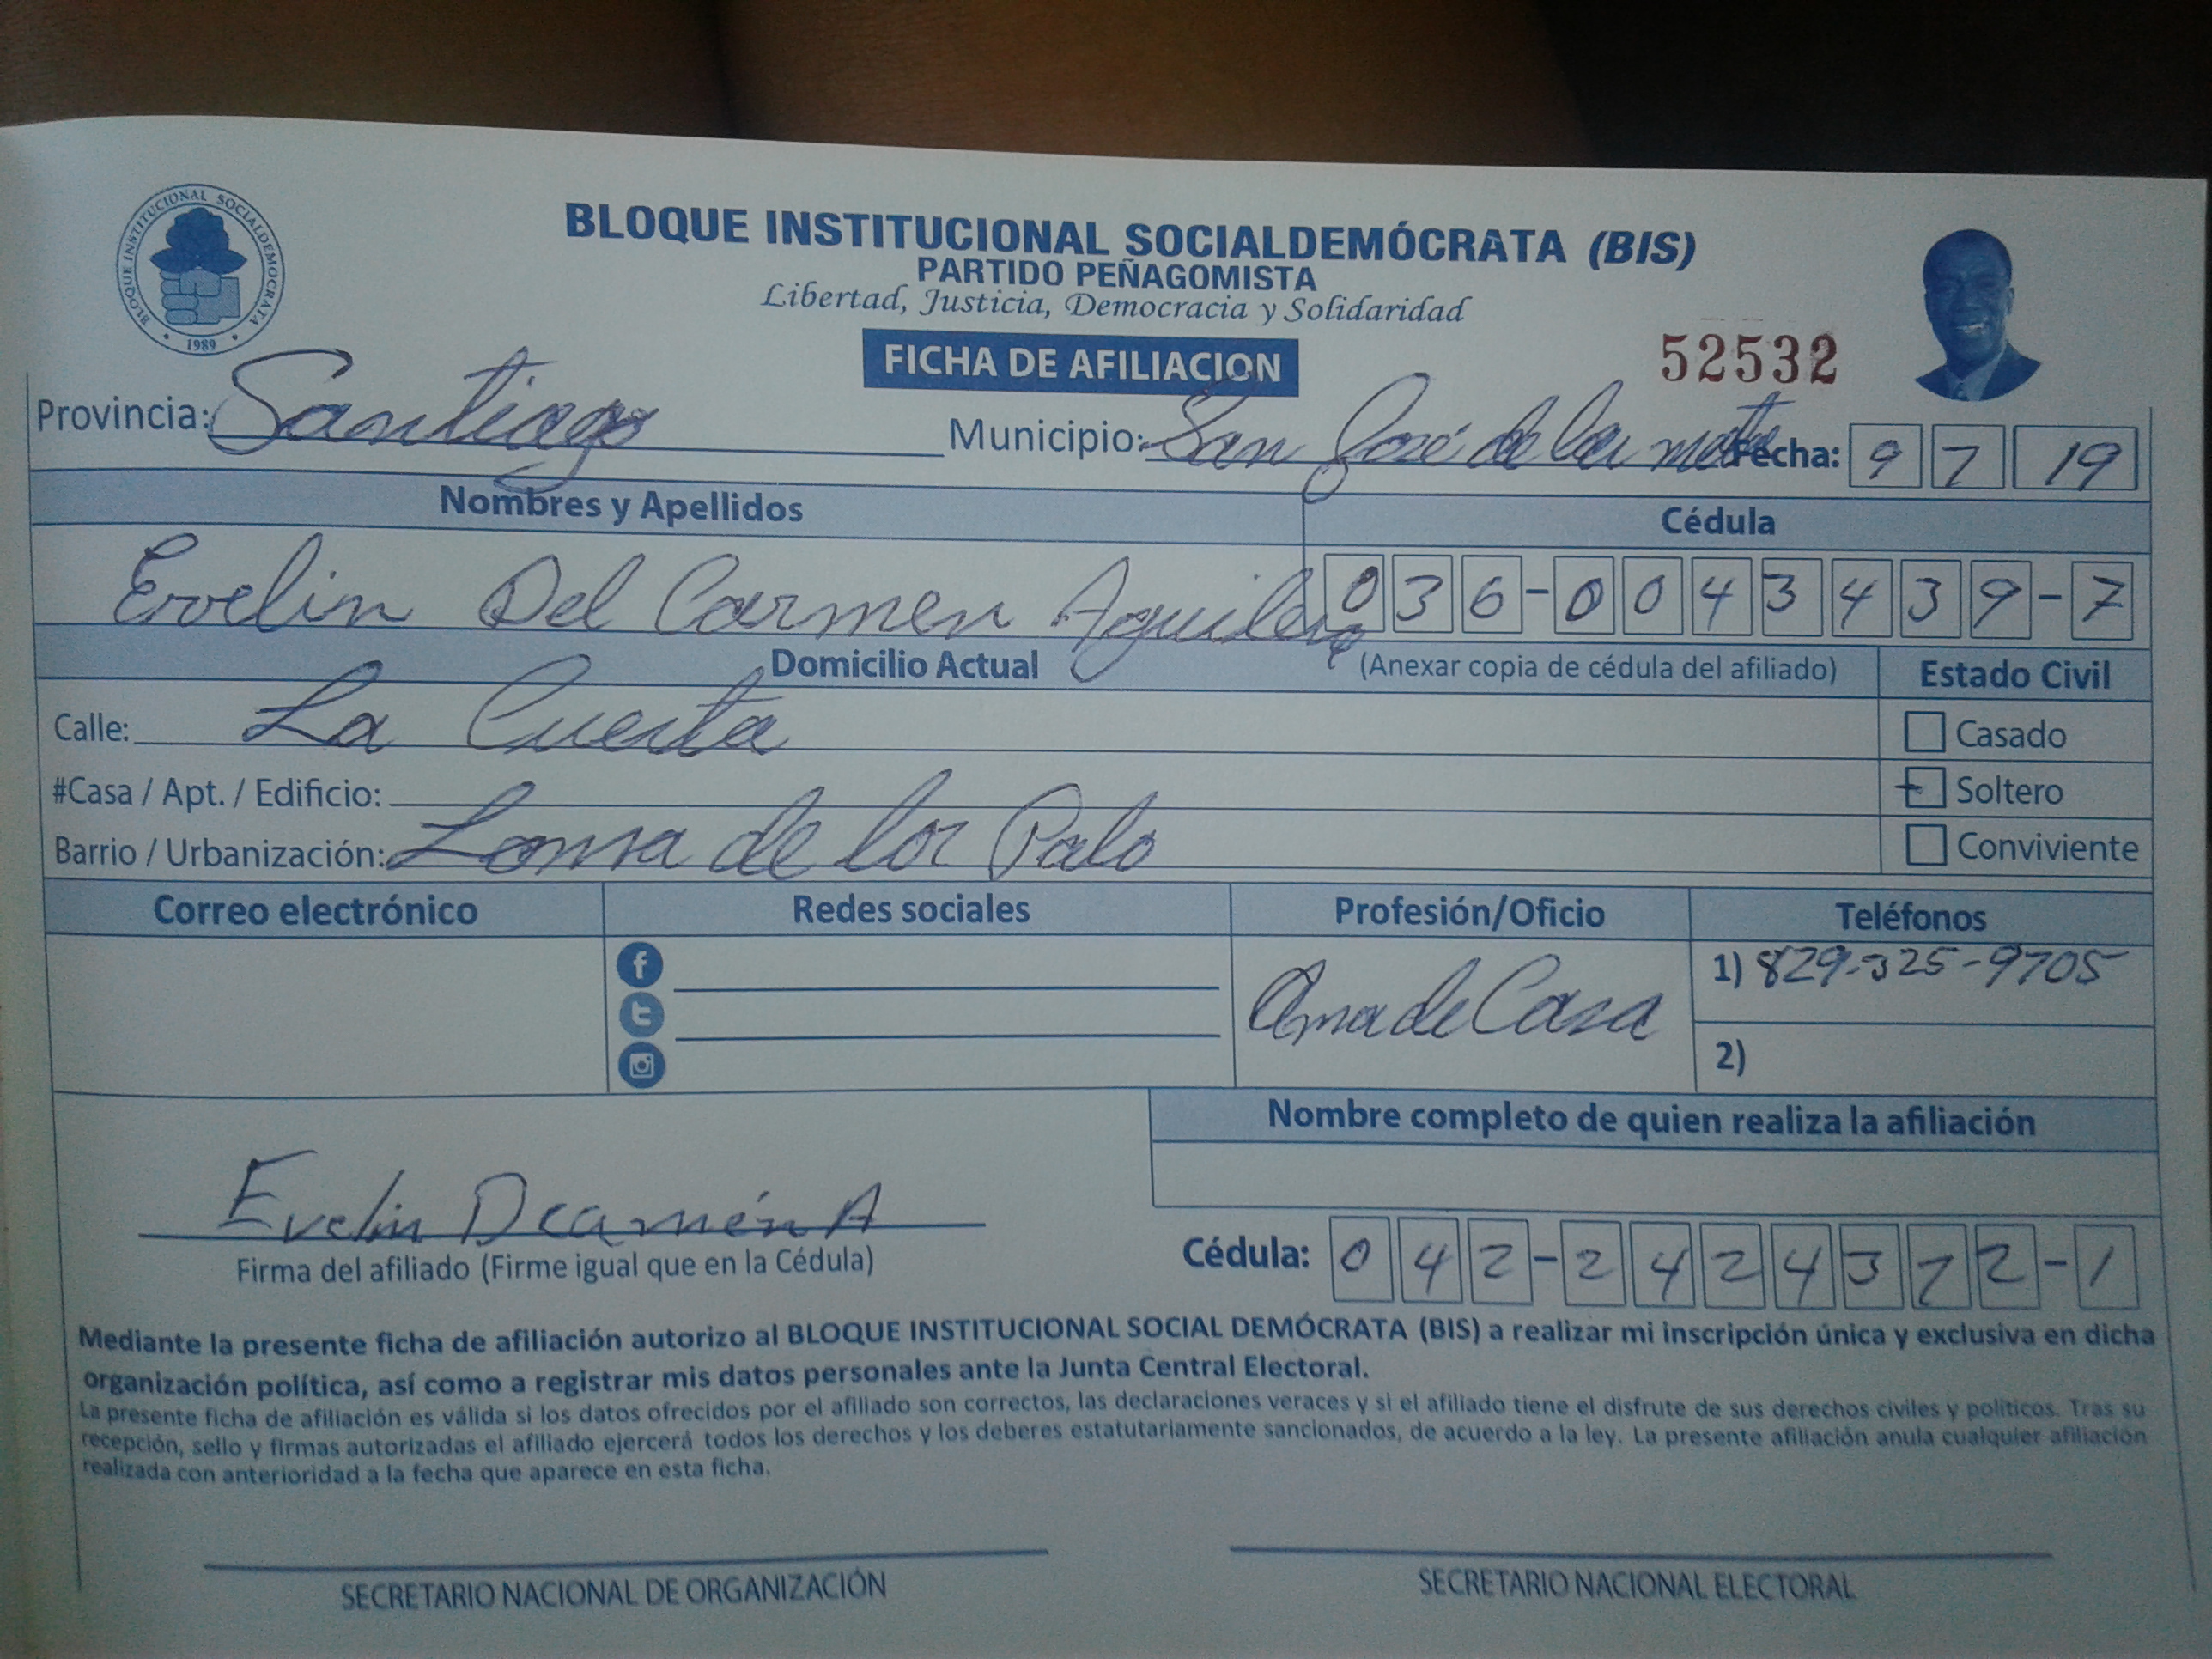 BLOQUE INSTITUCIONAL SOCIALDEMOCRATA
• 1989 •
BLOQUE INSTITUCIONAL SOCIALDEMÓCRATA (BIS)
PARTIDO PEÑAGOMISTA
Libertad, Justicia, Democracia y Solidaridad
FICHA DE AFILIACION
52532
Provincia: Santiago Municipio: San José de la mata Fecha: 9 7 19
Nombres y Apellidos Cédula
Evelin Del Carmen Aguilera 036-0043439-7
Domicilio Actual (Anexar copia de cédula del afiliado) Estado Civil
Calle: La Cuesta Casado
#Casa / Apt. / Edificio: Soltero
Barrio / Urbanización: Loma de los Palo Conviviente
Correo electrónico Redes sociales Profesión/Oficio Teléfonos
Ama de Casa 1) 829-325-9705
2)
Nombre completo de quien realiza la afiliación
Evelin D carmén A
Firma del afiliado (Firme igual que en la Cédula) Cédula: 042-2424372-1
Mediante la presente ficha de afiliación autorizo al BLOQUE INSTITUCIONAL SOCIAL DEMÓCRATA (BIS) a realizar mi inscripción única y exclusiva en dicha
organización política, así como a registrar mis datos personales ante la Junta Central Electoral.
La presente ficha de afiliación es válida si los datos ofrecidos por el afiliado son correctos, las declaraciones veraces y si el afiliado tiene el disfrute de sus derechos civiles y politicos. Tras su
recepción, sello y firmas autorizadas el afiliado ejercerá todos los derechos y los deberes estatutariamente sancionados, de acuerdo a la ley. La presente afiliación anula cualquier afiliación
realizada con anterioridad a la fecha que aparece en esta ficha.
SECRETARIO NACIONAL DE ORGANIZACIÓN SECRETARIO NACIONAL ELECTORAL